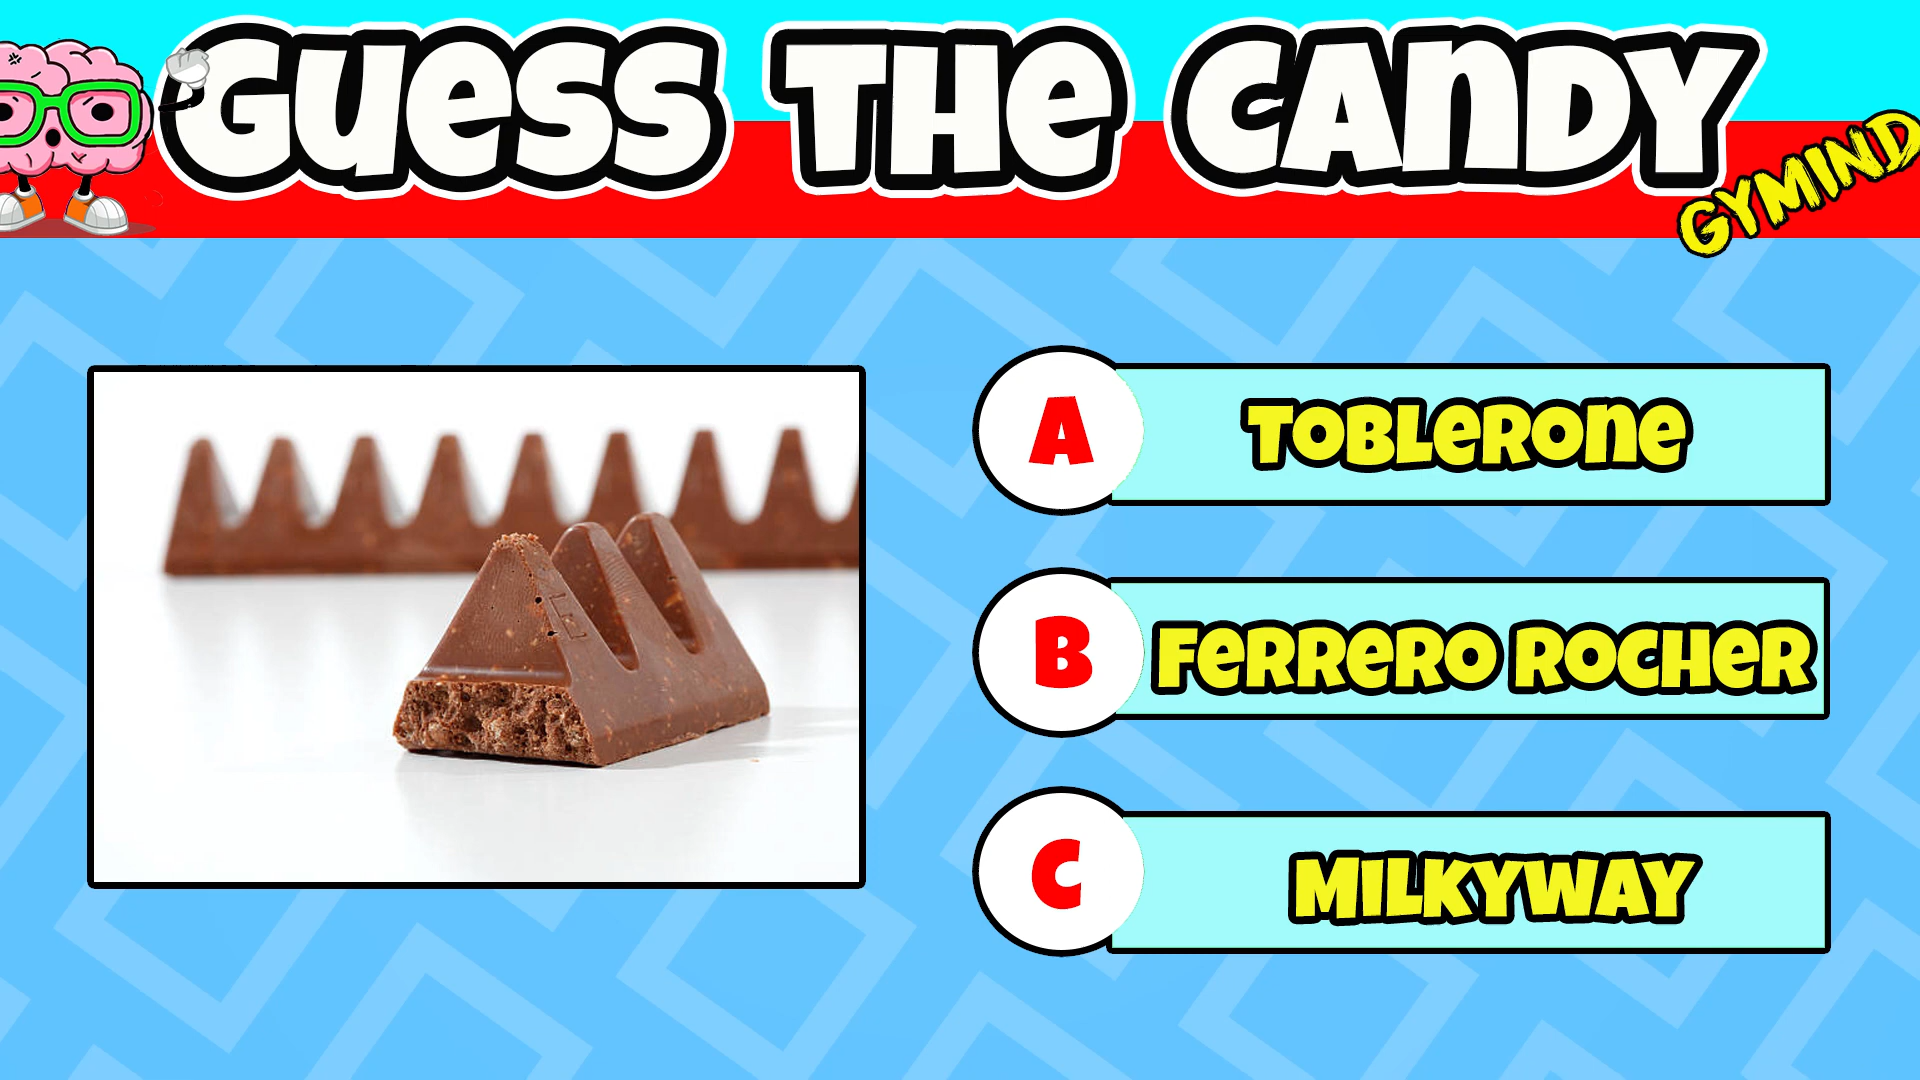 GUESS THE CANDY
GYMIND
A TOBLERONE
B FERRERO ROCHER
C MILKYWAY